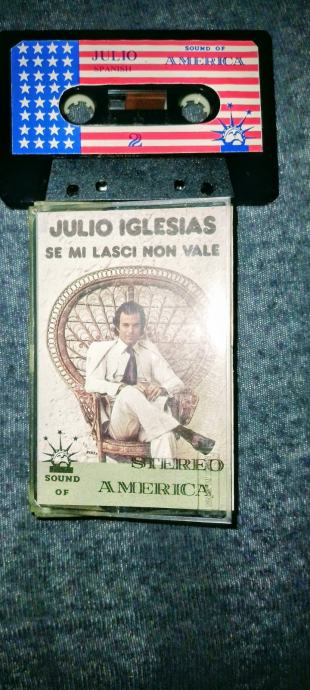 JULIO
SPANISH
SOUND OF
AMERICA
2
JULIO IGLESIAS
SE MI LASCI NON VALE
STEREO
SOUND
OF
AMERICA